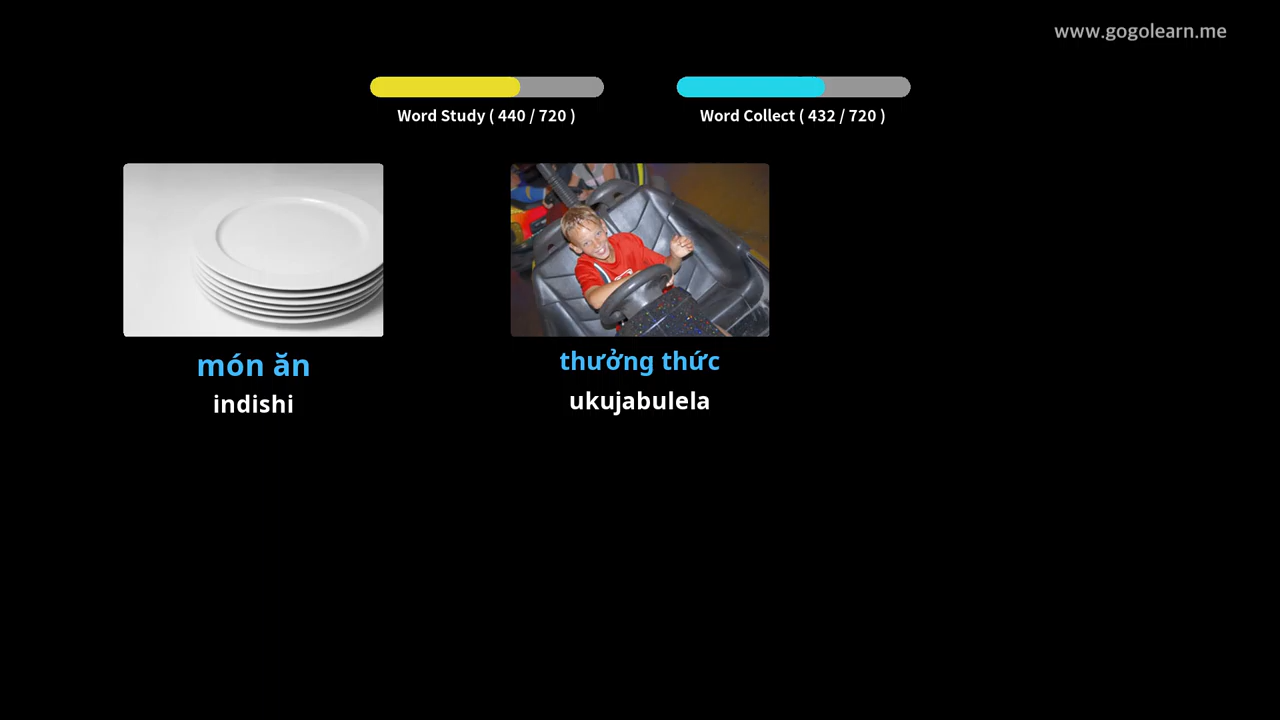 www.gogolearn.me
Word Study ( 440 / 720 )
Word Collect ( 432 / 720 )
món ăn
indishi
thưởng thức
ukujabulela